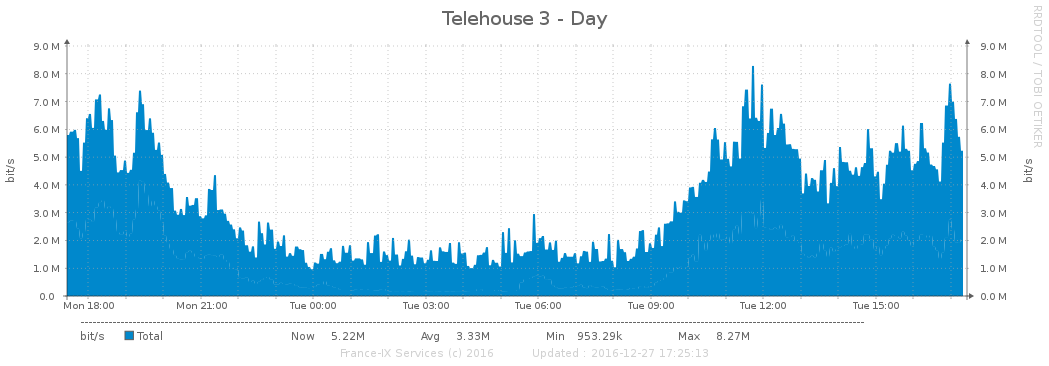 Telehouse 3 - Day
RRDTOOL / TOBI OETIKER
bit/s
9.0 M 9.0 M
8.0 M 8.0 M
7.0 M 7.0 M
6.0 M 6.0 M
5.0 M 5.0 M
4.0 M 4.0 M
3.0 M 3.0 M
2.0 M 2.0 M
1.0 M 1.0 M
0.0 0.0 M
bit/s
Mon 18:00 Mon 21:00 Tue 00:00 Tue 03:00 Tue 06:00 Tue 09:00 Tue 12:00 Tue 15:00
bit/s Total Now 5.22M Avg 3.33M Min 953.29k Max 8.27M
France-IX Services (c) 2016 Updated : 2016-12-27 17:25:13